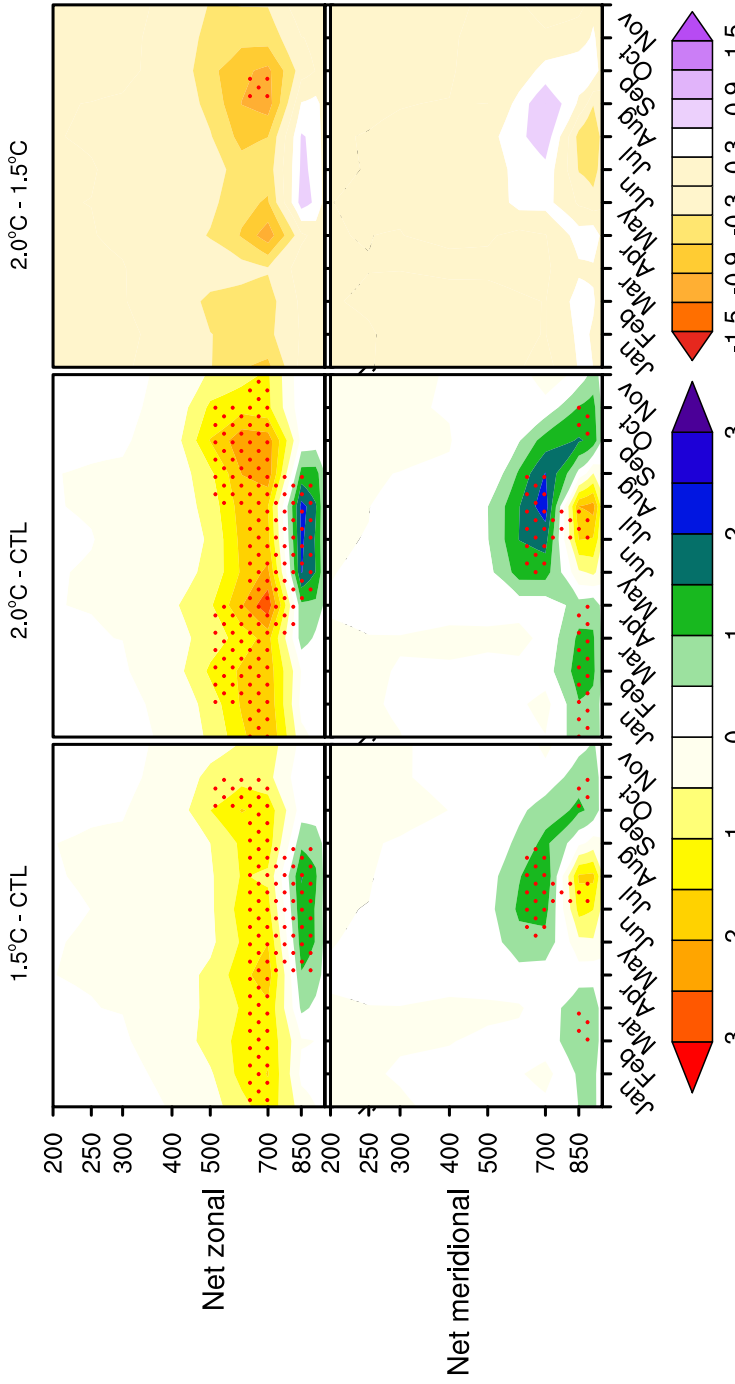 1.5°C - CTL
2.0°C - CTL
2.0°C - 1.5°C
Net zonal
200
250
300
400
500
700
850
Net meridional
200
250
300
400
500
700
850
Jan Feb Mar Apr May Jun Jul Aug Sep Oct Nov
Jan Feb Mar Apr May Jun Jul Aug Sep Oct Nov
Jan Feb Mar Apr May Jun Jul Aug Sep Oct Nov
3 2 1 0 1 2 3
-1.5 -0.9 -0.3 0.3 0.3 0.9 1.5